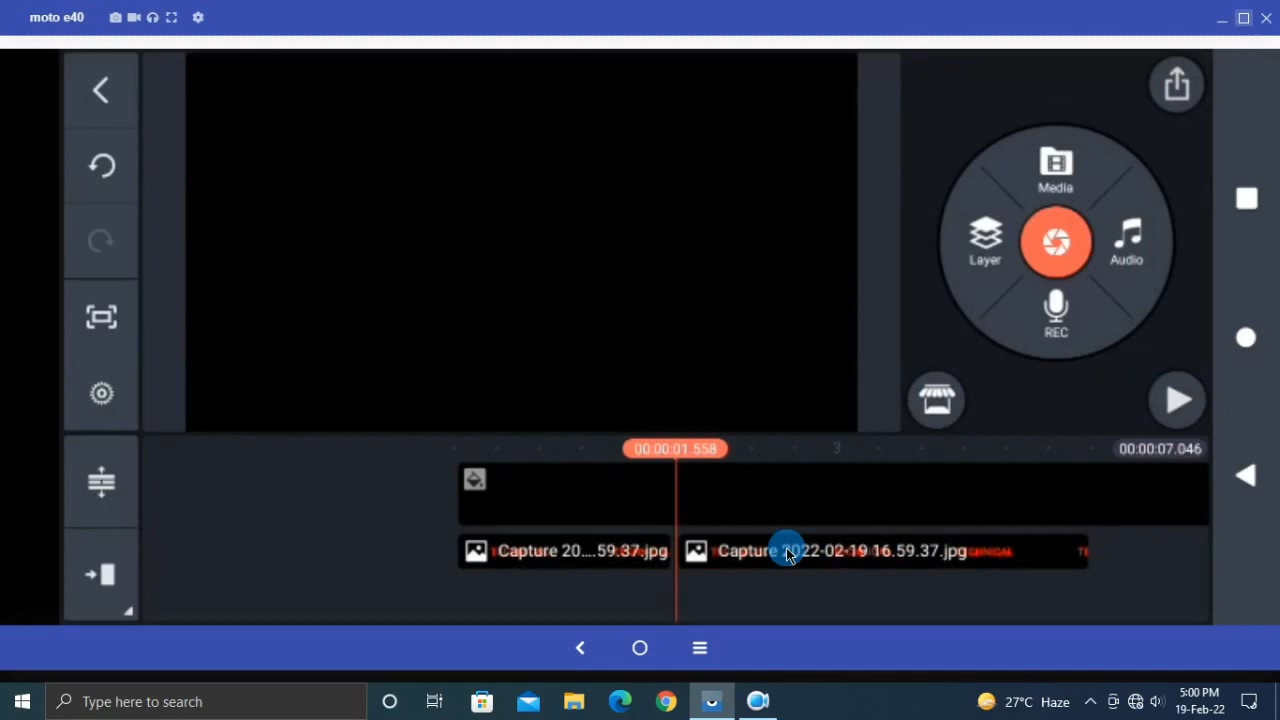 moto e40
Media
Layer
Audio
REC
00:00:01.558
3
00:00:07.046
Capture 20....59.37.jpg
Capture 2022-02-19 16.59.37.jpg
Type here to search
27°C Haze
5:00 PM
19-Feb-22